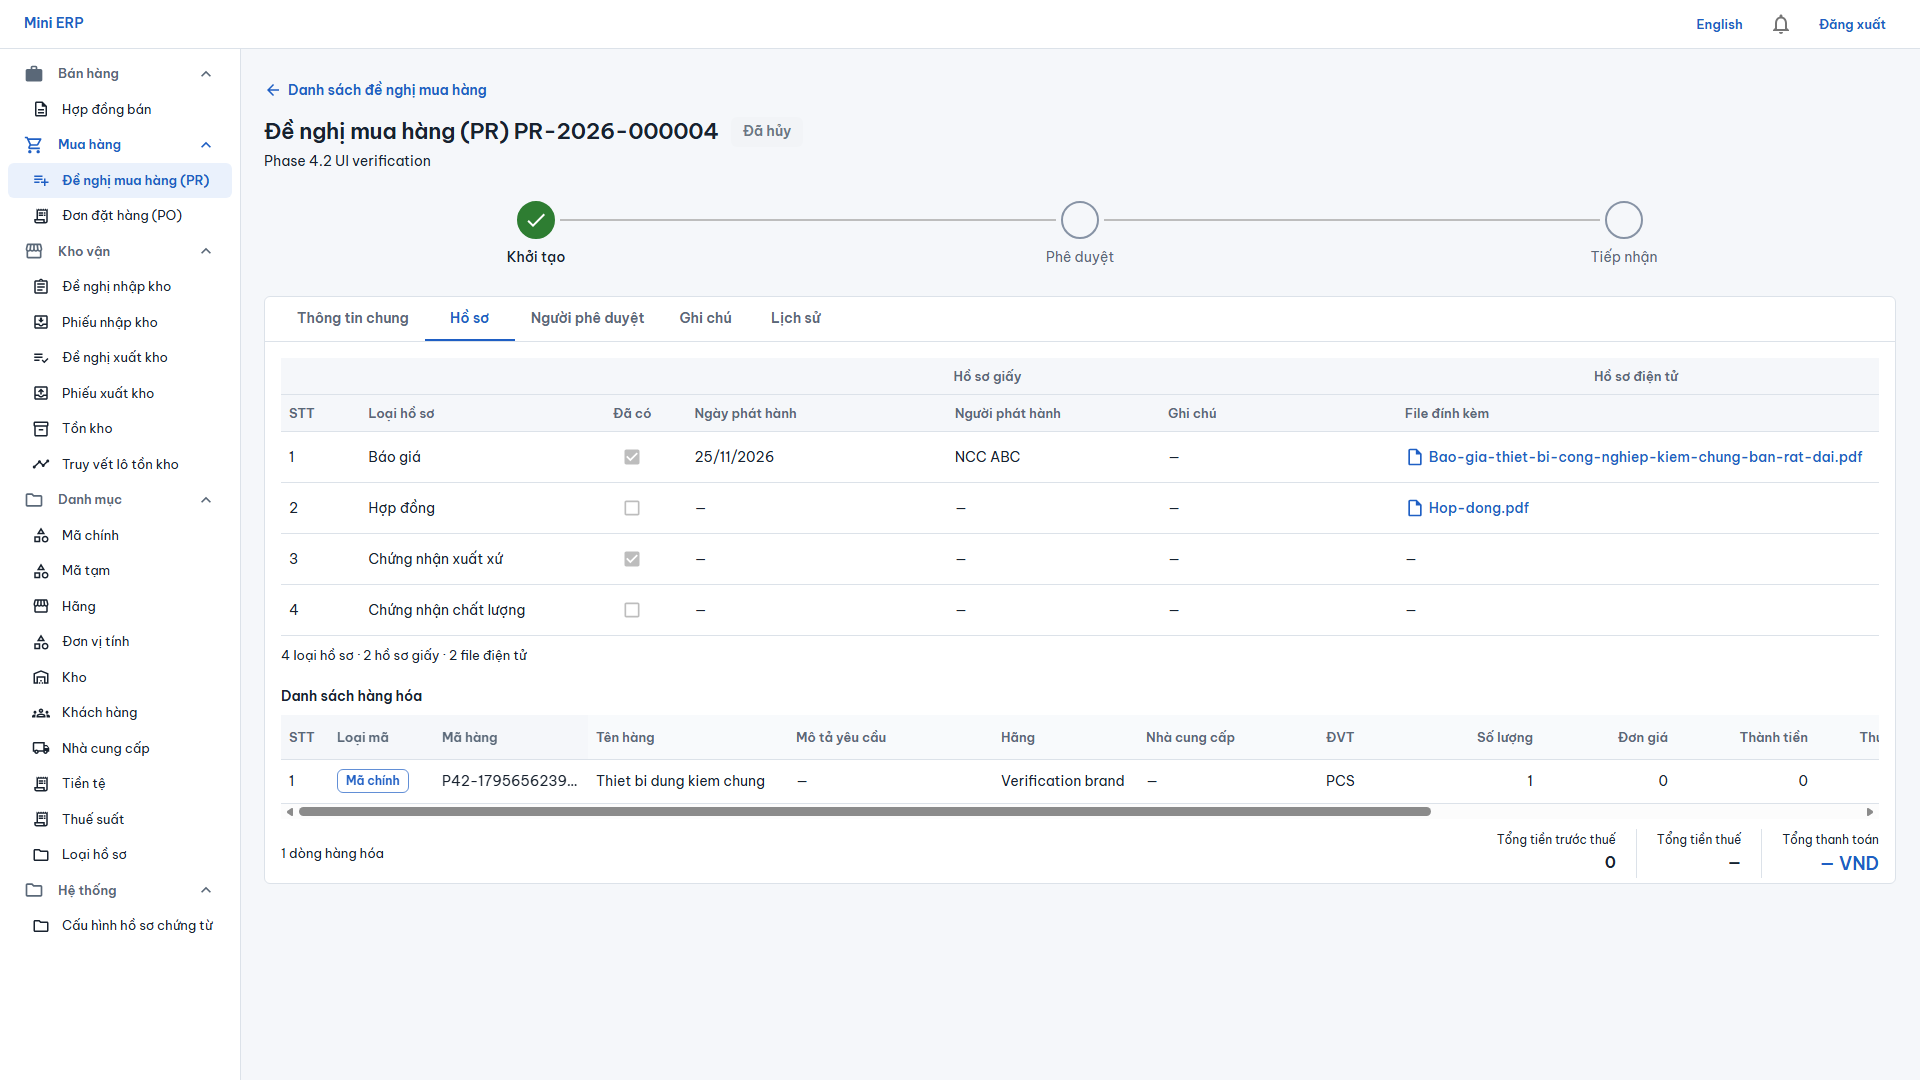 Mini ERP
English
Đăng xuất
Bán hàng
Hợp đồng bán
Mua hàng
Đề nghị mua hàng (PR)
Đơn đặt hàng (PO)
Kho vận
Đề nghị nhập kho
Phiếu nhập kho
Đề nghị xuất kho
Phiếu xuất kho
Tồn kho
Truy vết lô tồn kho
Danh mục
Mã chính
Mã tạm
Hãng
Đơn vị tính
Kho
Khách hàng
Nhà cung cấp
Tiền tệ
Thuế suất
Loại hồ sơ
Hệ thống
Cấu hình hồ sơ chứng từ
Danh sách đề nghị mua hàng
Đề nghị mua hàng (PR) PR-2026-000004 Đã hủy
Phase 4.2 UI verification
Khởi tạo Phê duyệt Tiếp nhận
Thông tin chung Hồ sơ Người phê duyệt Ghi chú Lịch sử
Hồ sơ giấy Hồ sơ điện tử
STT Loại hồ sơ Đã có Ngày phát hành Người phát hành Ghi chú File đính kèm
1 Báo giá 25/11/2026 NCC ABC — Bao-gia-thiet-bi-cong-nghiep-kiem-chung-ban-rat-dai.pdf
2 Hợp đồng — — — Hop-dong.pdf
3 Chứng nhận xuất xứ — — — —
4 Chứng nhận chất lượng — — — —
4 loại hồ sơ · 2 hồ sơ giấy · 2 file điện tử
Danh sách hàng hóa
STT Loại mã Mã hàng Tên hàng Mô tả yêu cầu Hãng Nhà cung cấp ĐVT Số lượng Đơn giá Thành tiền
1 Mã chính P42-1795656239... Thiet bi dung kiem chung — Verification brand — PCS 1 0 0
1 dòng hàng hóa
Tổng tiền trước thuế Tổng tiền thuế Tổng thanh toán
0 — — VND